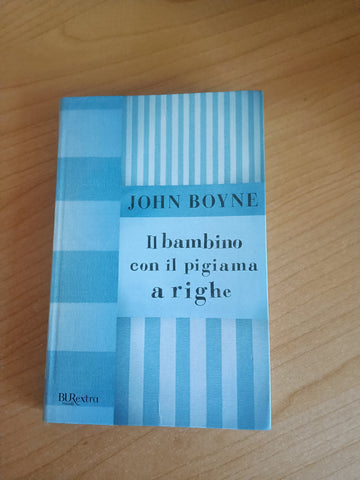 JOHN BOYNE
Il bambino
con il pigiama
a righe
BURextra